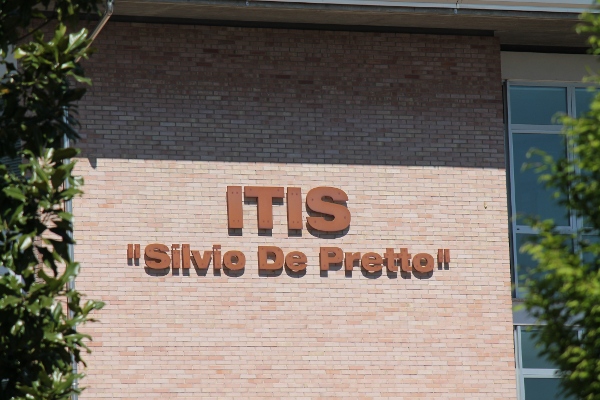 ITIS
"Silvio De Pretto"